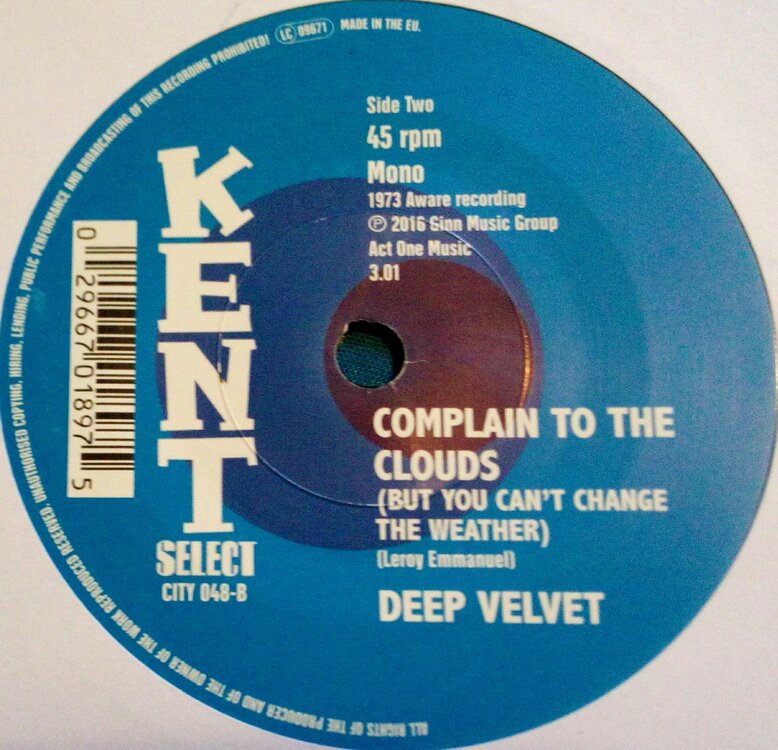 ALL RIGHTS OF THE PRODUCER AND OF THE OWNER OF THE WORK REPRODUCED RESERVED. UNAUTHORISED COPYING, HIRING, LENDING, PUBLIC PERFORMANCE AND BROADCASTING OF THIS RECORDING PROHIBITED! LC 09671 MADE IN THE EU.
Side Two
45 rpm
Mono
1973 Aware recording
℗ 2016 Ginn Music Group
Act One Music
3.01
KENT
SELECT
CITY 048-B
0 29667 01897 5
COMPLAIN TO THE
CLOUDS
(BUT YOU CAN'T CHANGE
THE WEATHER)
(Leroy Emmanuel)
DEEP VELVET